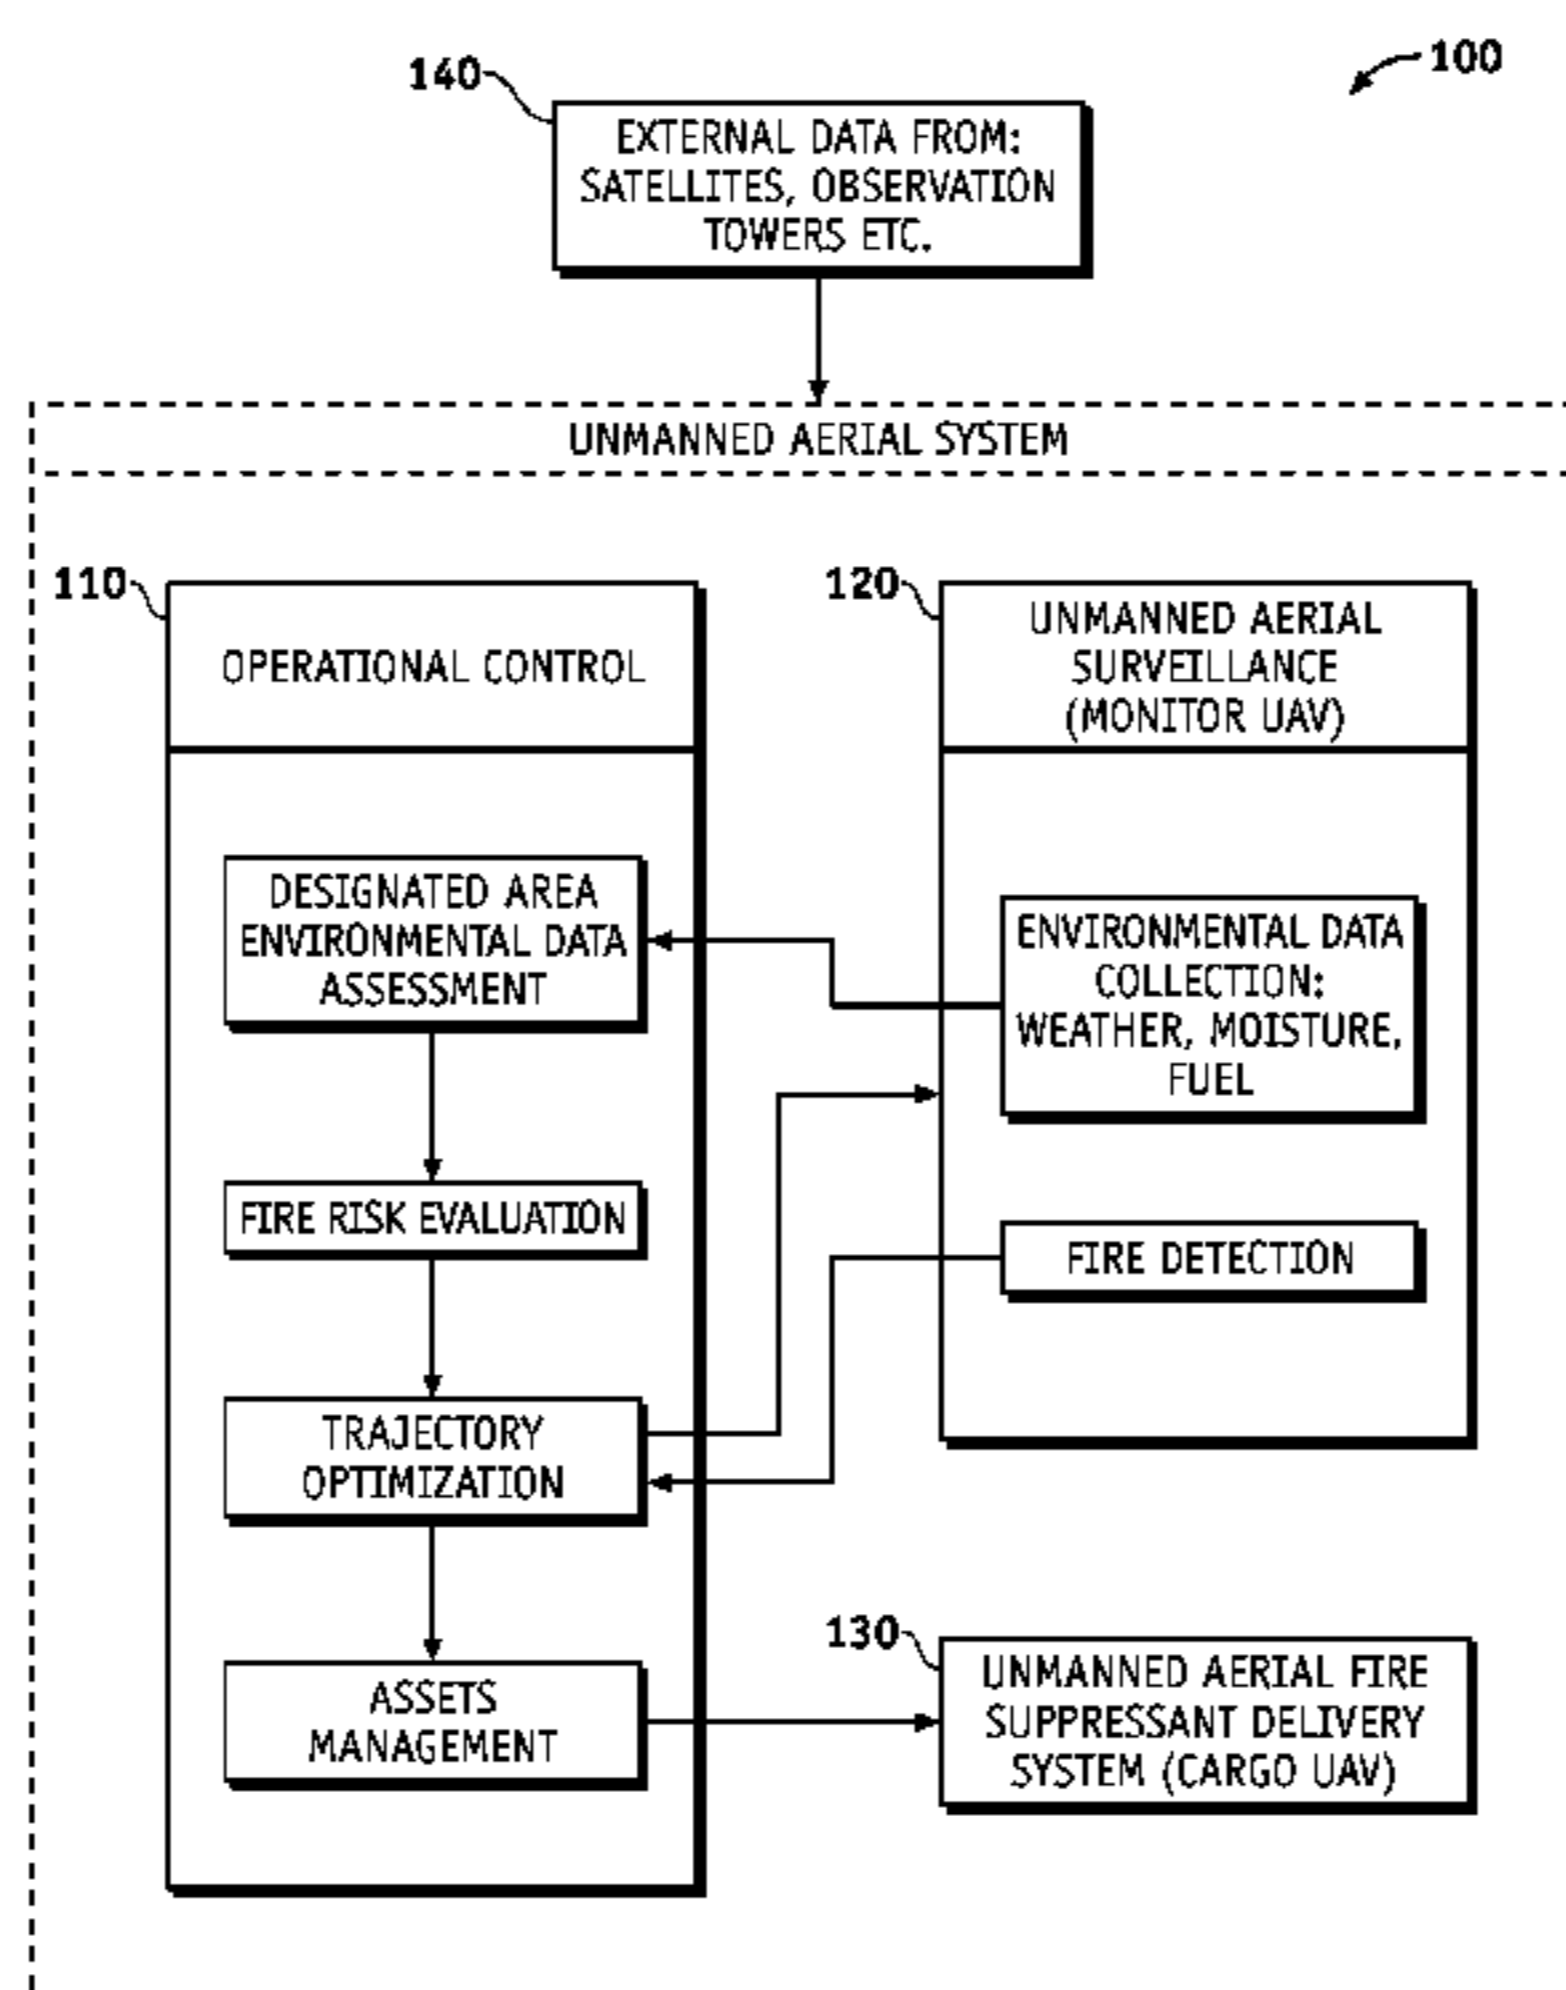 100
140
EXTERNAL DATA FROM:
SATELLITES, OBSERVATION
TOWERS ETC.
UNMANNED AERIAL SYSTEM
110
OPERATIONAL CONTROL
DESIGNATED AREA
ENVIRONMENTAL DATA
ASSESSMENT
FIRE RISK EVALUATION
TRAJECTORY
OPTIMIZATION
ASSETS
MANAGEMENT
120
UNMANNED AERIAL
SURVEILLANCE
(MONITOR UAV)
ENVIRONMENTAL DATA
COLLECTION:
WEATHER, MOISTURE,
FUEL
FIRE DETECTION
130
UNMANNED AERIAL FIRE
SUPPRESSANT DELIVERY
SYSTEM (CARGO UAV)